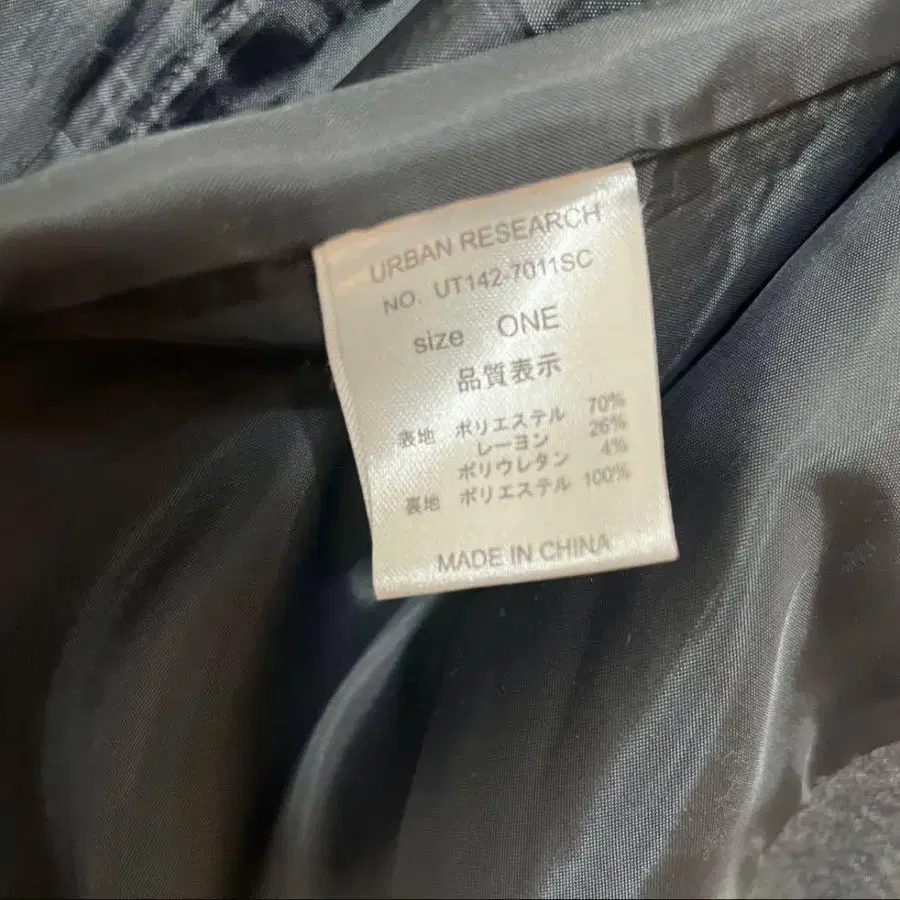 URBAN RESEARCH
NO. UT142-7011SC
size ONE
品質表示
表地 ポリエステル 70%
レーヨン 26%
ポリウレタン 4%
裏地 ポリエステル 100%
MADE IN CHINA